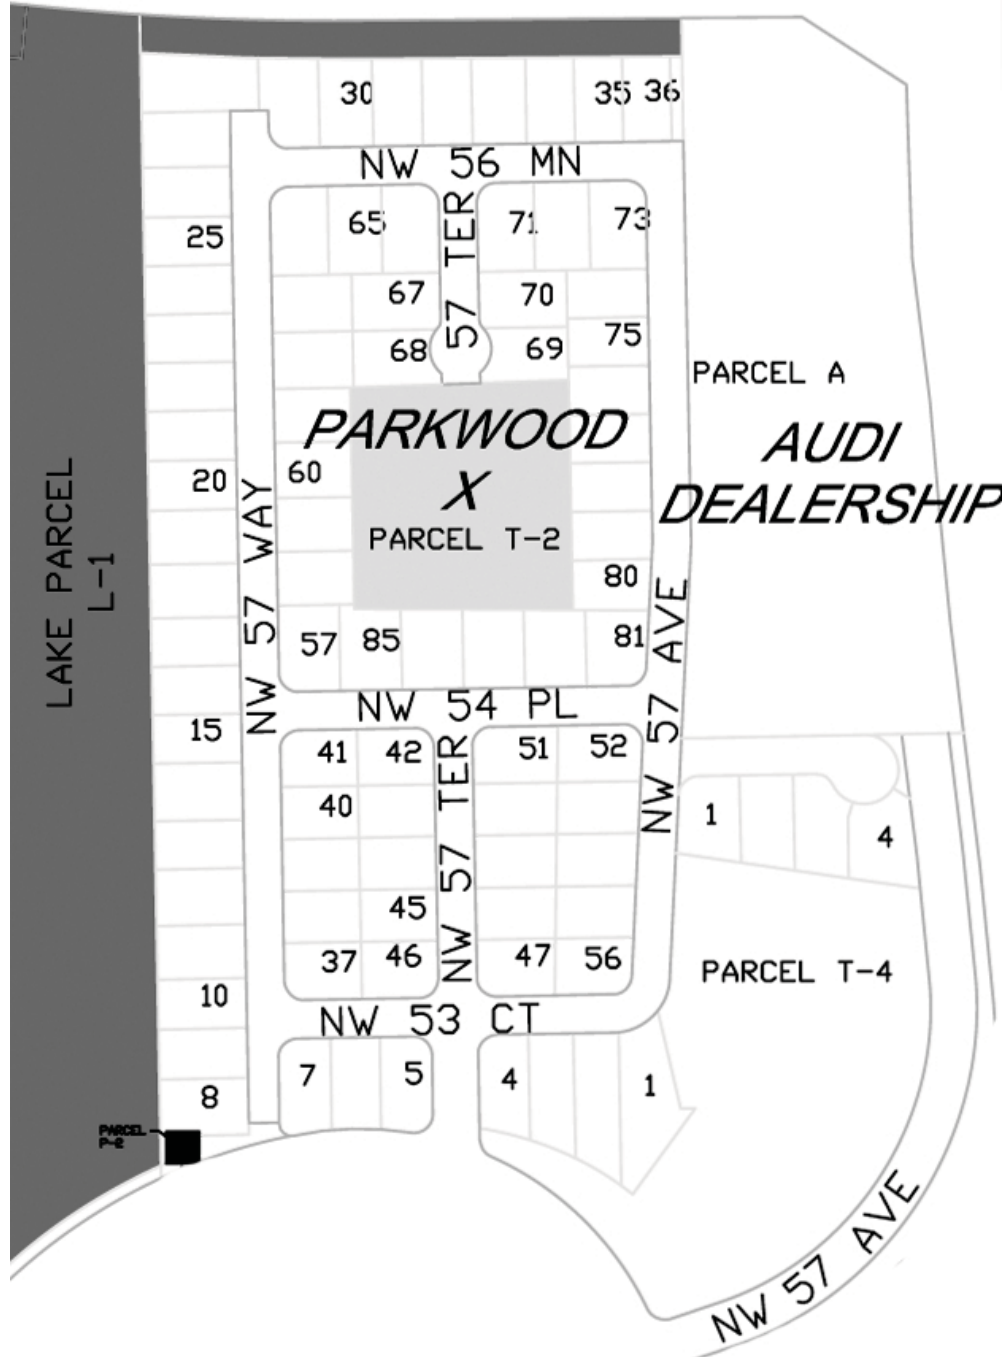 30 35 36
NW 56 MN
65 71 73
57 TER
25
67 70
68 69 75
PARCEL A
PARKWOOD
X
PARCEL T-2
AUDI
DEALERSHIP
20
60
NW 57 WAY
LAKE PARCEL
L-1
80
57 85 81
NW 57 AVE
NW 54 PL
15
41 42 51 52
40
NW 57 TER
1 4
45
37 46 47 56
PARCEL T-4
10
NW 53 CT
7 5 4 1
8
PARCEL
P-2
NW 57 AVE